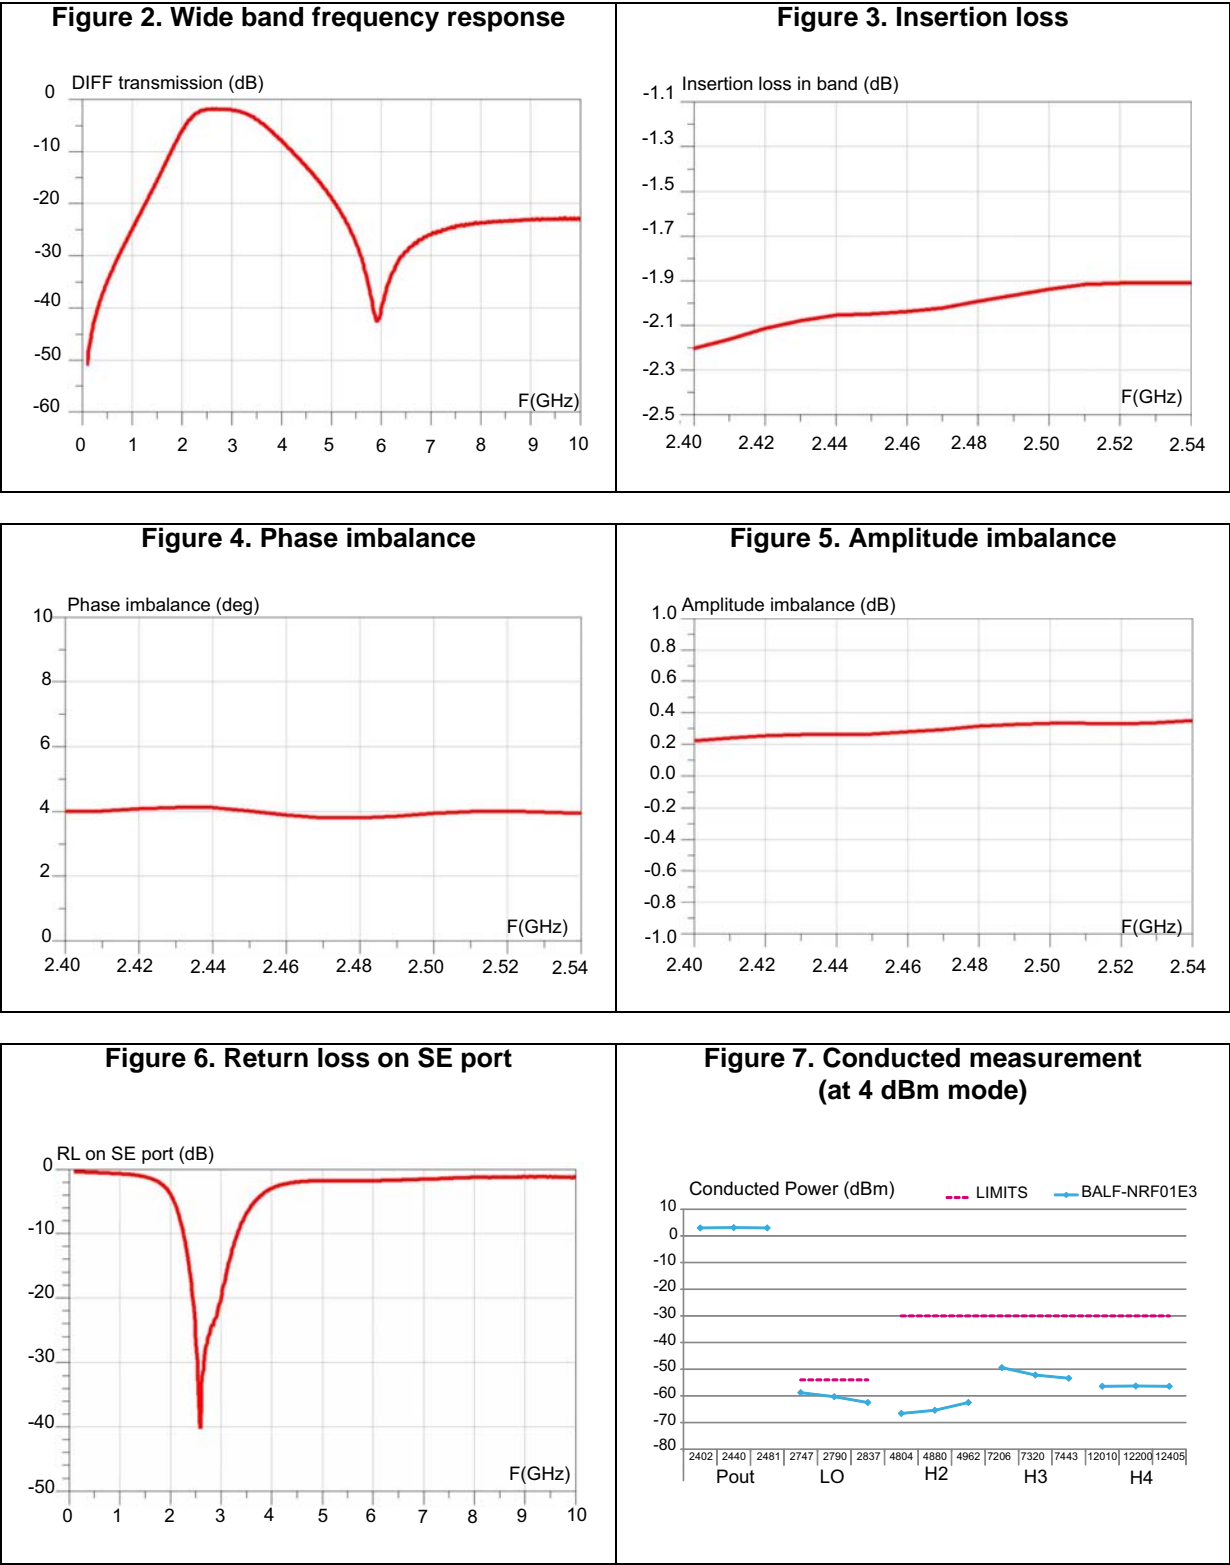 Figure 2. Wide band frequency response
DIFF transmission (dB)
0
-10
-20
-30
-40
-50
-60
F(GHz)
0 1 2 3 4 5 6 7 8 9 10
Figure 3. Insertion loss
Insertion loss in band (dB)
-1.1
-1.3
-1.5
-1.7
-1.9
-2.1
-2.3
-2.5
F(GHz)
2.40 2.42 2.44 2.46 2.48 2.50 2.52 2.54
Figure 4. Phase imbalance
Phase imbalance (deg)
10
8
6
4
2
0
F(GHz)
2.40 2.42 2.44 2.46 2.48 2.50 2.52 2.54
Figure 5. Amplitude imbalance
Amplitude imbalance (dB)
1.0
0.8
0.6
0.4
0.2
0.0
-0.2
-0.4
-0.6
-0.8
-1.0
F(GHz)
2.40 2.42 2.44 2.46 2.48 2.50 2.52 2.54
Figure 6. Return loss on SE port
RL on SE port (dB)
0
-10
-20
-30
-40
-50
F(GHz)
0 1 2 3 4 5 6 7 8 9 10
Figure 7. Conducted measurement
(at 4 dBm mode)
Conducted Power (dBm)
LIMITS
BALF-NRF01E3
10
0
-10
-20
-30
-40
-50
-60
-70
-80
2402 2440 2481 2747 2790 2837 4804 4880 4962 7206 7320 7443 12010 12200 12405
Pout LO H2 H3 H4